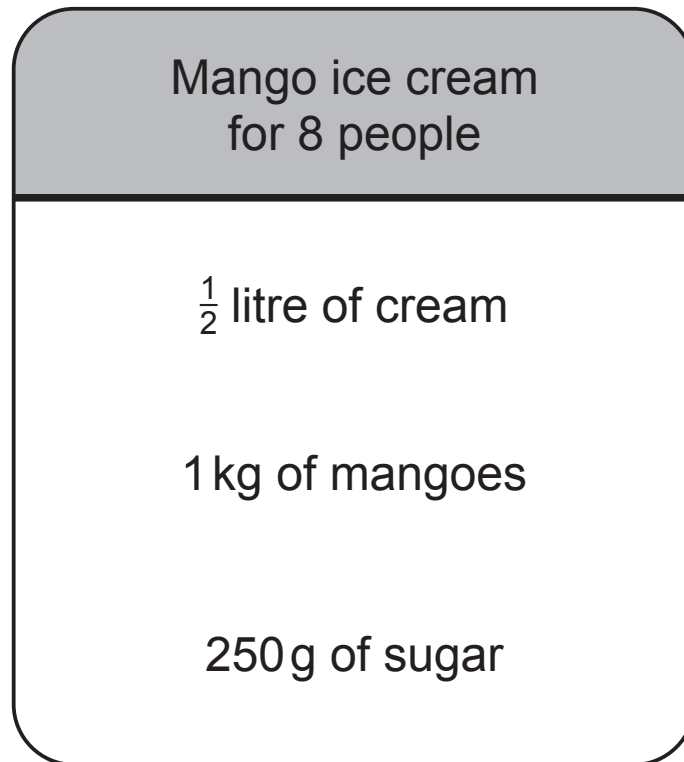 Mango ice cream
for 8 people
½ litre of cream
1 kg of mangoes
250 g of sugar